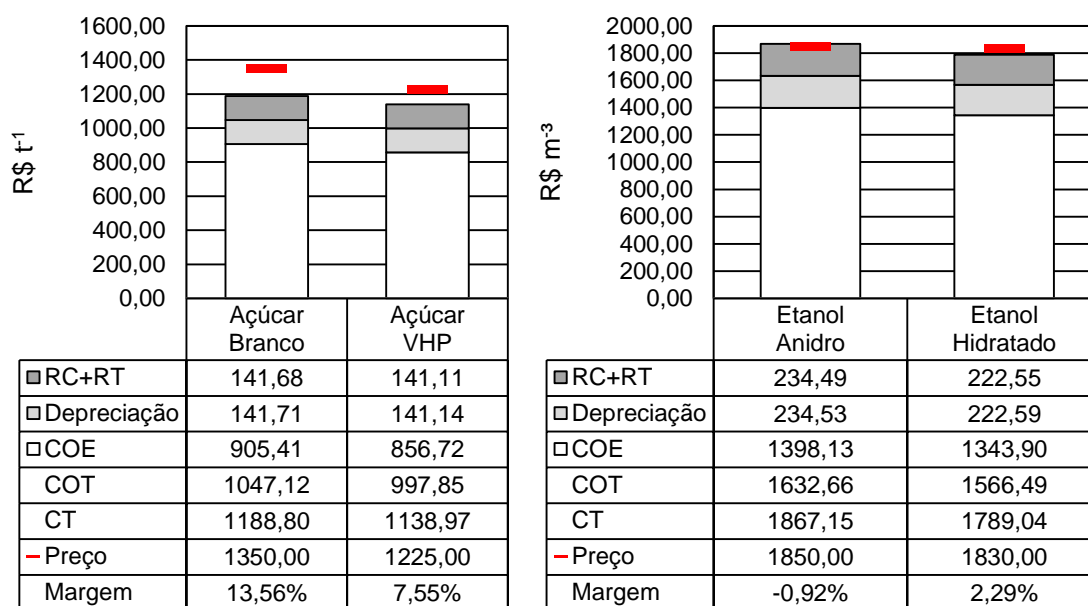 R$ t-1
1600,00
1400,00
1200,00
1000,00
800,00
600,00
400,00
200,00
0,00
Açúcar Branco Açúcar VHP
RC+RT 141,68 141,11
Depreciação 141,71 141,14
COE 905,41 856,72
COT 1047,12 997,85
CT 1188,80 1138,97
Preço 1350,00 1225,00
Margem 13,56% 7,55%
R$ m-³
2000,00
1800,00
1600,00
1400,00
1200,00
1000,00
800,00
600,00
400,00
200,00
0,00
Etanol Anidro Etanol Hidratado
RC+RT 234,49 222,55
Depreciação 234,53 222,59
COE 1398,13 1343,90
COT 1632,66 1566,49
CT 1867,15 1789,04
Preço 1850,00 1830,00
Margem -0,92% 2,29%